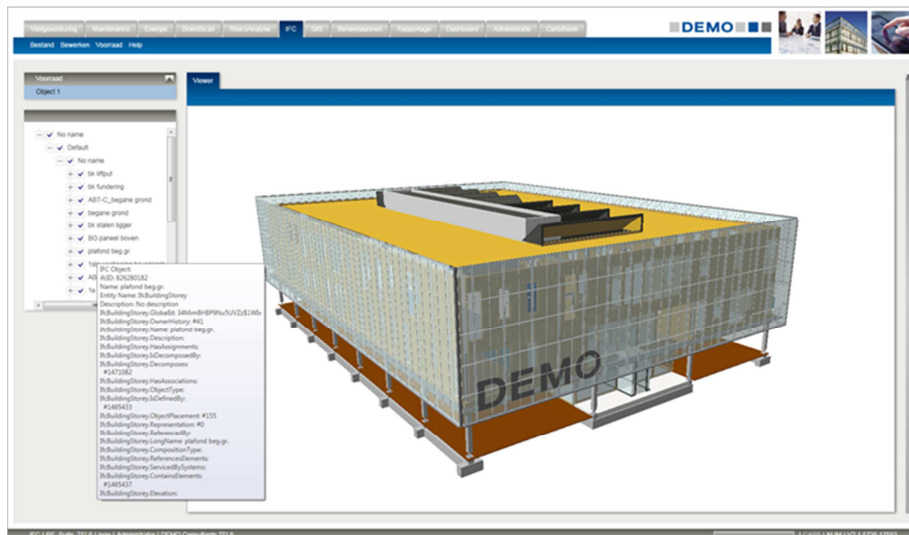 Vastgoedsturing Maintenance Energie BrandScan RisicoAnalyse IFC GIS Beheerplannen Rapportage Dashboard Administratie Cartotheek
DEMO
Bestand Bewerken Voorraad Help
Voorraad
Object 1
Viewer
No name
Default
No name
bk liftput
bk fundering
ABT-C_begane grond
begane grond
bk stalen ligger
BG paneel boven
plafond beg.gr.
IFC Object:
ifcID: 826280182
Name: plafond beg.gr.
Entity Name: IfcBuildingStorey
Description: No description
IfcBuildingStorey.OwnerHistory: #41
IfcBuildingStorey.Name: plafond beg.gr.
IfcBuildingStorey.Description:
IfcBuildingStorey.HasAssignments:
IfcBuildingStorey.IsDecomposedBy:
IfcBuildingStorey.Decomposes:
#1471082
IfcBuildingStorey.HasAssociations:
IfcBuildingStorey.ObjectType:
IfcBuildingStorey.IsDefinedBy:
#1465433
IfcBuildingStorey.ObjectPlacement: #155
IfcBuildingStorey.Representation: #0
IfcBuildingStorey.ReferencedBy:
IfcBuildingStorey.LongName: plafond beg.gr.
IfcBuildingStorey.CompositionType:
IfcBuildingStorey.ReferencesElements:
IfcBuildingStorey.ServicedBySystems:
IfcBuildingStorey.ContainsElements:
#1465437
IfcBuildingStorey.Elevation:
DEMO